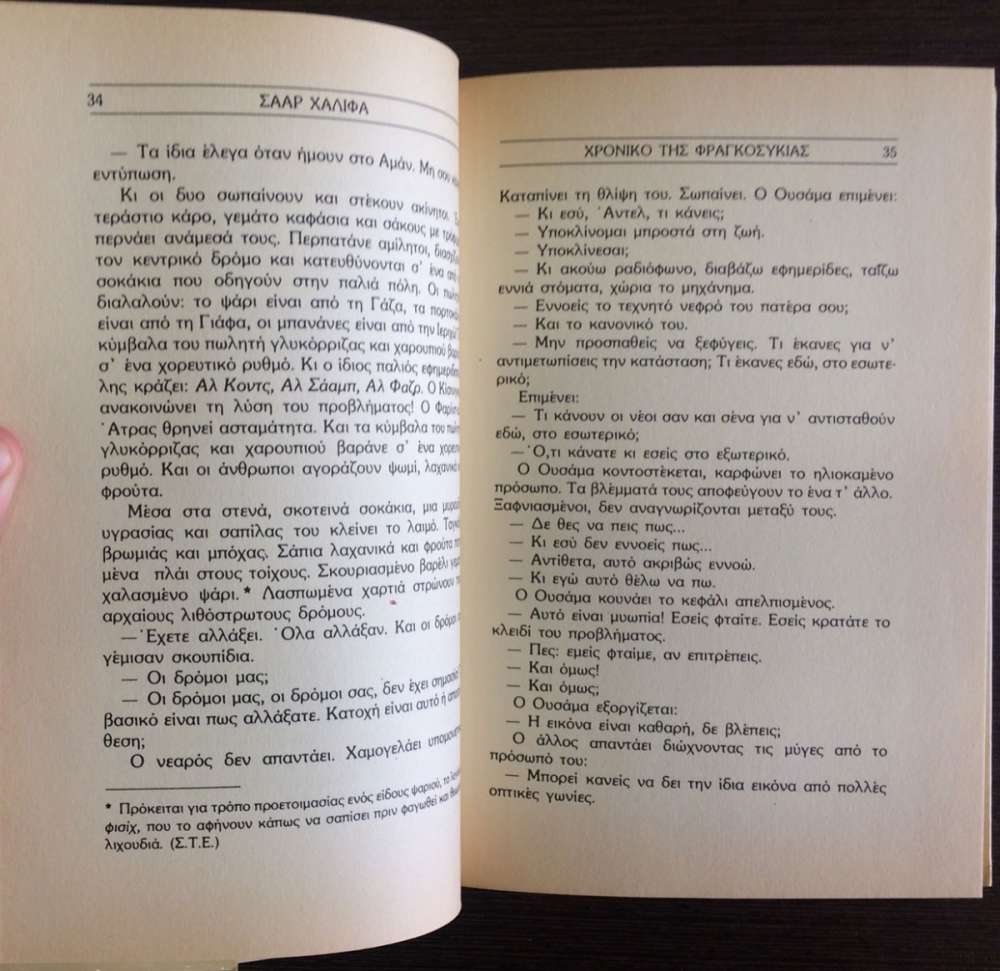 34
ΣΑΑΡ ΧΑΛΙΦΑ
— Τα ίδια έλεγα όταν ήμουν στο Αμάν. Μη σου
εντύπωση.
Κι οι δυο σωπαίνουν και στέκουν ακίνητοι.
τεράστιο κάρο, γεμάτο καφάσια και σάκους με
περνάει ανάμεσά τους. Περπατάνε αμίλητοι,
τον κεντρικό δρόμο και κατευθύνονται σ' ένα από
σοκάκια που οδηγούν στην παλιά πόλη. Οι
διαλαλούν: το ψάρι είναι από τη Γάζα, τα
είναι από τη Γιάφα, οι μπανάνες είναι από την
κύμβαλα του πωλητή γλυκόρριζας και χαρουπιού
σ' ένα χορευτικό ρυθμό. Κι ο ίδιος παλιός
λης κράζει: Αλ Κοντς, Αλ Σάαμπ, Αλ Φαζρ. Ο
ανακοινώνει τη λύση του προβλήματος! Ο
Άτρας θρηνεί ασταμάτητα. Και τα κύμβαλα του
γλυκόρριζας και χαρουπιού βαράνε σ' ένα
ρυθμό. Και οι άνθρωποι αγοράζουν ψωμί, λαχανικά
φρούτα.
Μέσα στα στενά, σκοτεινά σοκάκια, μια
υγρασίας και σαπίλας του κλείνει το λαιμό.
βρωμιάς και μπόχας. Σάπια λαχανικά και φρούτα
μένα πλάι στους τοίχους. Σκουριασμένο βαρέλι
χαλασμένο ψάρι.* Λασπωμένα χαρτιά στρώνουν
αρχαίους λιθόστρωτους δρόμους.
— Έχετε αλλάξει. Όλα άλλαξαν. Και οι δρόμοι
γέμισαν σκουπίδια.
— Οι δρόμοι μας;
— Οι δρόμοι μας, οι δρόμοι σας, δεν έχει σημασία.
βασικό είναι πως αλλάξατε. Κατοχή είναι αυτό ή
θεση;
Ο νεαρός δεν απαντάει. Χαμογελάει
* Πρόκειται για τρόπο προετοιμασίας ενός είδους ψαριού, το
φισίχ, που το αφήνουν κάπως να σαπίσει πριν φαγωθεί και
λιχουδιά. (Σ.Τ.Ε.)
ΧΡΟΝΙΚΟ ΤΗΣ ΦΡΑΓΚΟΣΥΚΙΑΣ
35
Καταπίνει τη θλίψη του. Σωπαίνει. Ο Ουσάμα επιμένει:
— Κι εσύ, Άντελ, τι κάνεις;
— Υποκλίνομαι μπροστά στη ζωή.
— Υποκλίνεσαι;
— Κι ακούω ραδιόφωνο, διαβάζω εφημερίδες, ταΐζω
εννιά στόματα, χώρια το μηχάνημα.
— Εννοείς το τεχνητό νεφρό του πατέρα σου;
— Και το κανονικό του.
— Μην προσπαθείς να ξεφύγεις. Τι έκανες για ν'
αντιμετωπίσεις την κατάσταση; Τι έκανες εδώ, στο εσωτε-
ρικό;
Επιμένει:
— Τι κάνουν οι νέοι σαν και σένα για ν' αντισταθούν
εδώ, στο εσωτερικό;
— Ό,τι κάνατε κι εσείς στο εξωτερικό.
Ο Ουσάμα κοντοστέκεται, καρφώνει το ηλιοκαμένο
πρόσωπο. Τα βλέμματά τους αποφεύγουν το ένα τ' άλλο.
Ξαφνιασμένοι, δεν αναγνωρίζονται μεταξύ τους.
— Δε θες να πεις πως...
— Κι εσύ δεν εννοείς πως...
— Αντίθετα, αυτό ακριβώς εννοώ.
— Κι εγώ αυτό θέλω να πω.
Ο Ουσάμα κουνάει το κεφάλι απελπισμένος.
— Αυτό είναι μυωπία! Εσείς φταίτε. Εσείς κρατάτε το
κλειδί του προβλήματος.
— Πες: εμείς φταίμε, αν επιτρέπεις.
— Και όμως!
— Και όμως;
Ο Ουσάμα εξοργίζεται:
— Η εικόνα είναι καθαρή, δε βλέπεις;
Ο άλλος απαντάει διώχνοντας τις μύγες από το
πρόσωπό του:
— Μπορεί κανείς να δει την ίδια εικόνα από πολλές
οπτικές γωνίες.